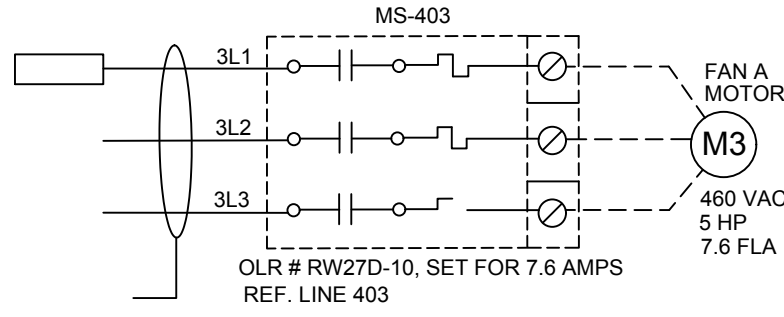 MS-403
3L1
3L2
3L3
FAN A
MOTOR
M3
460 VAC
5 HP
7.6 FLA
OLR # RW27D-10, SET FOR 7.6 AMPS
REF. LINE 403